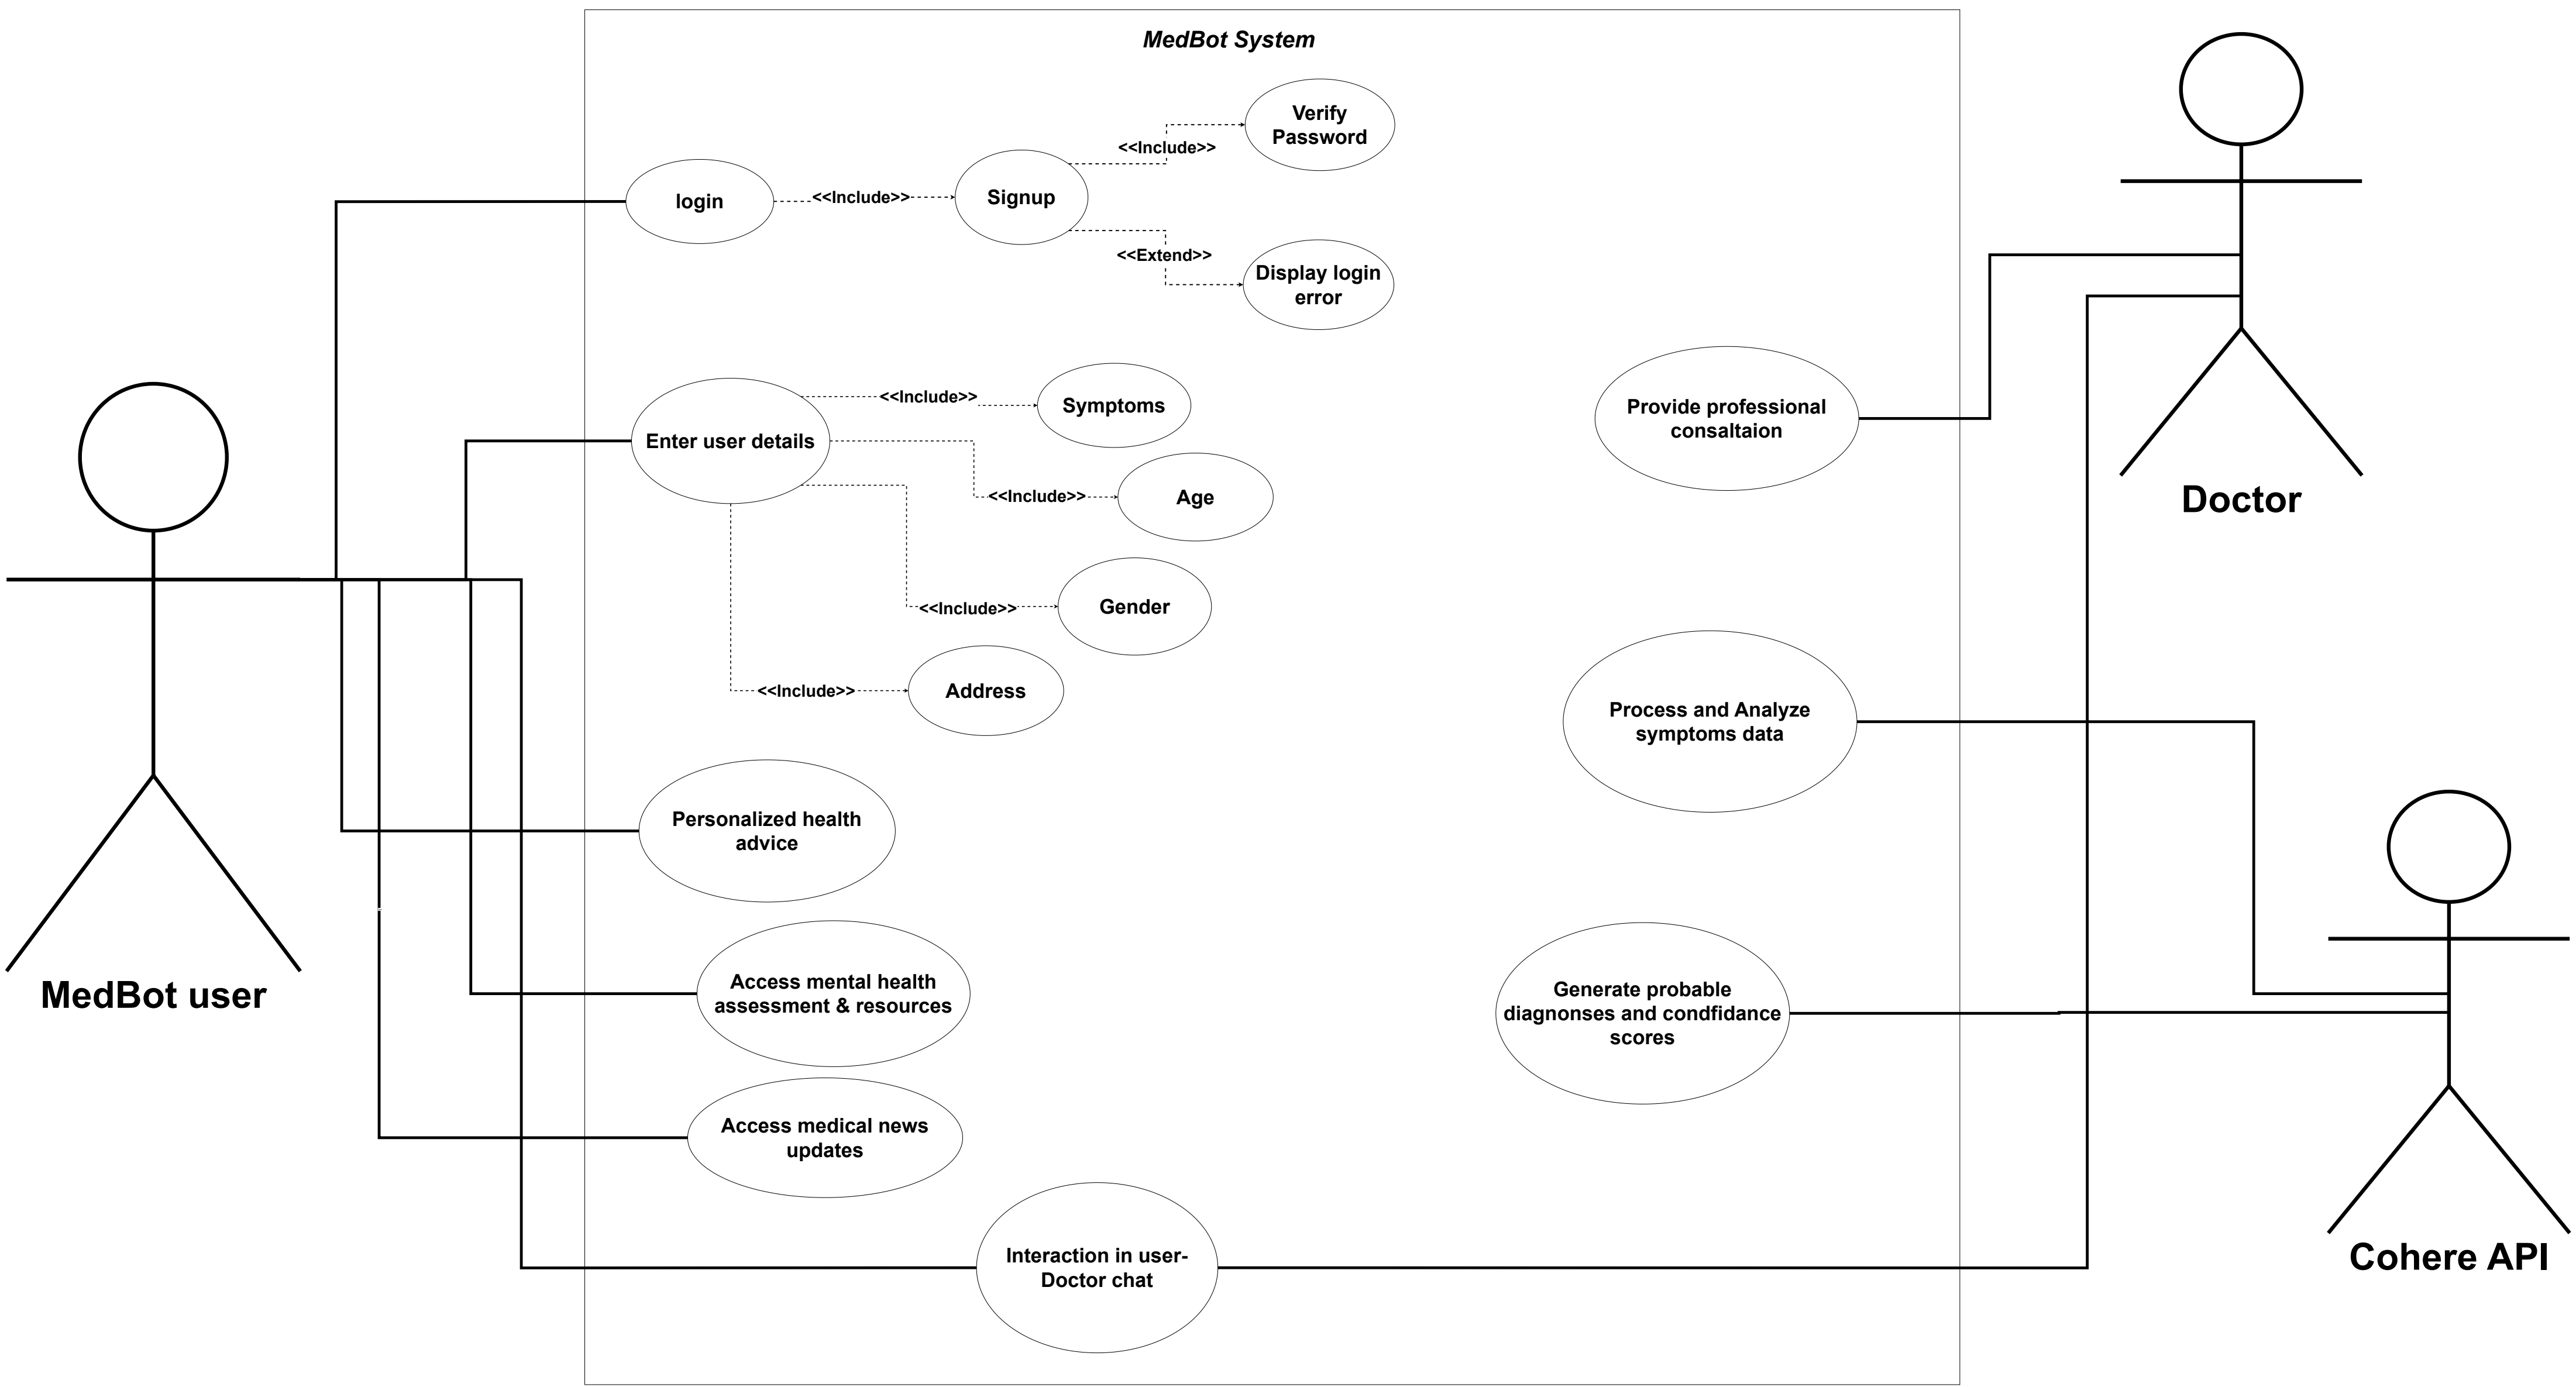 MedBot System
Verify
Password
<<Include>>
login
<<Include>>
Signup
<<Extend>>
Display login
error
Enter user details
<<Include>>
Symptoms
<<Include>>
Age
<<Include>>
Gender
<<Include>>
Address
Personalized health
advice
Access mental health
assessment & resources
Access medical news
updates
Interaction in user-
Doctor chat
Provide professional
consaltaion
Process and Analyze
symptoms data
Generate probable
diagnonses and condfidance
scores
MedBot user
Doctor
Cohere API